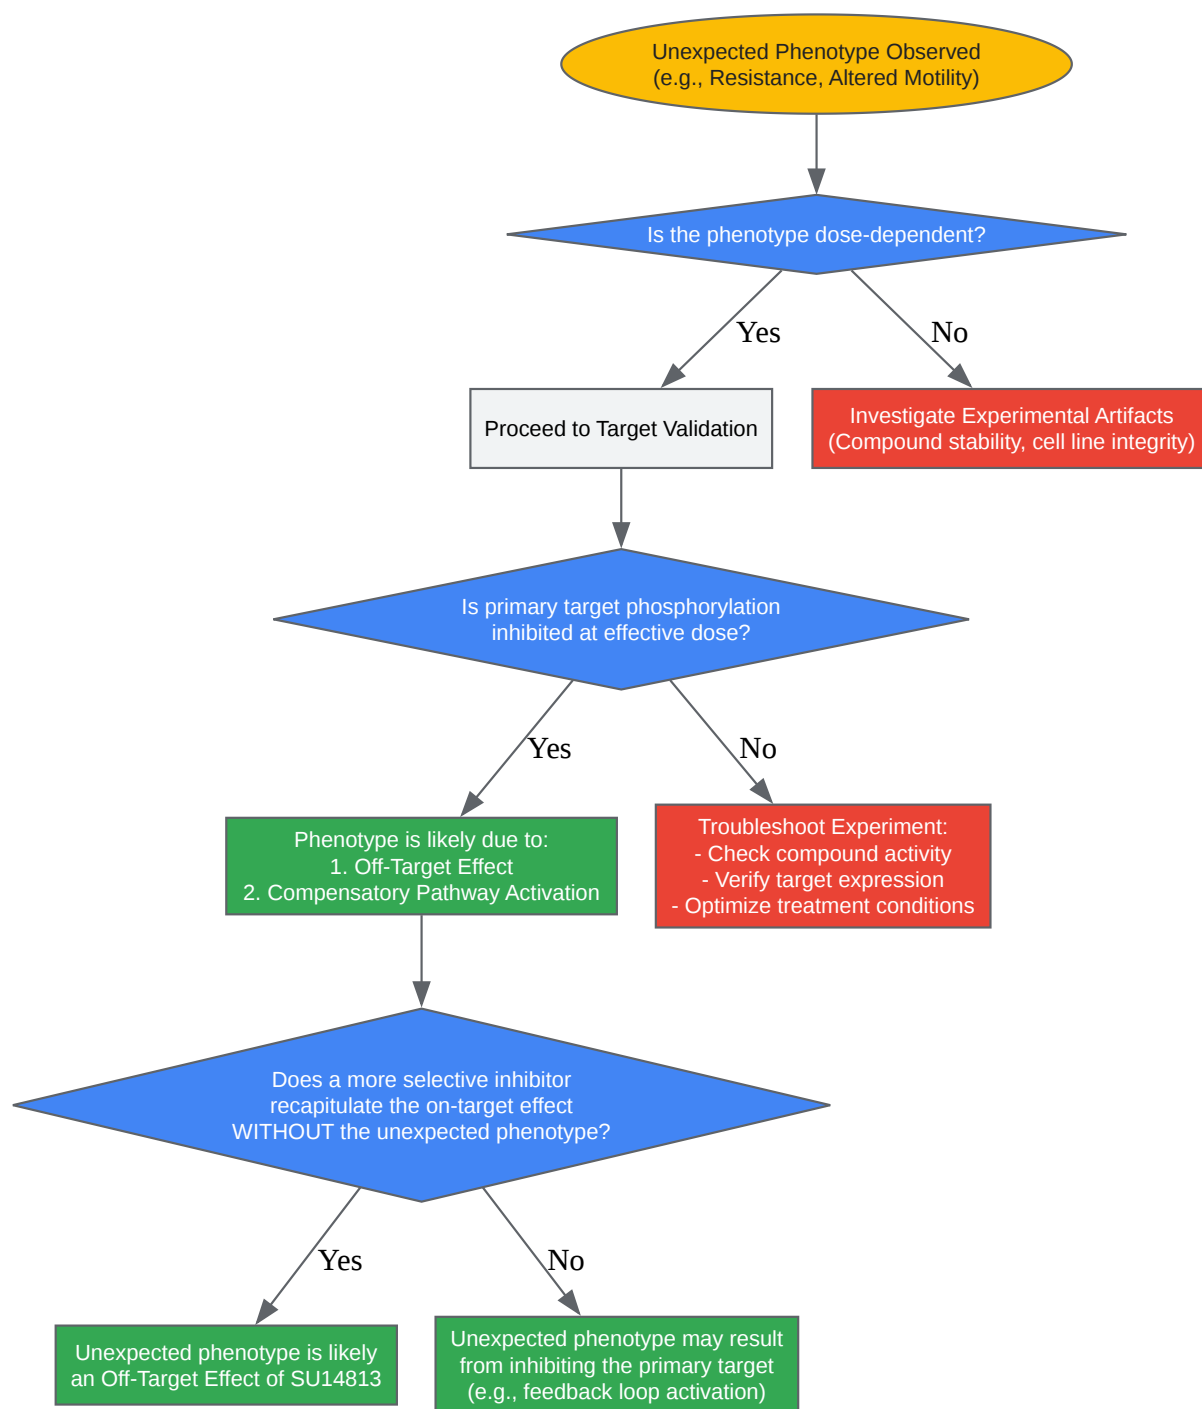 Unexpected Phenotype Observed
(e.g., Resistance, Altered Motility)
Is the phenotype dose-dependent?
Yes
No
Proceed to Target Validation
Investigate Experimental Artifacts
(Compound stability, cell line integrity)
Is primary target phosphorylation
inhibited at effective dose?
Yes
No
Phenotype is likely due to:
1. Off-Target Effect
2. Compensatory Pathway Activation
Troubleshoot Experiment:
- Check compound activity
- Verify target expression
- Optimize treatment conditions
Does a more selective inhibitor
recapitulate the on-target effect
WITHOUT the unexpected phenotype?
Yes
No
Unexpected phenotype is likely
an Off-Target Effect of SU14813
Unexpected phenotype may result
from inhibiting the primary target
(e.g., feedback loop activation)